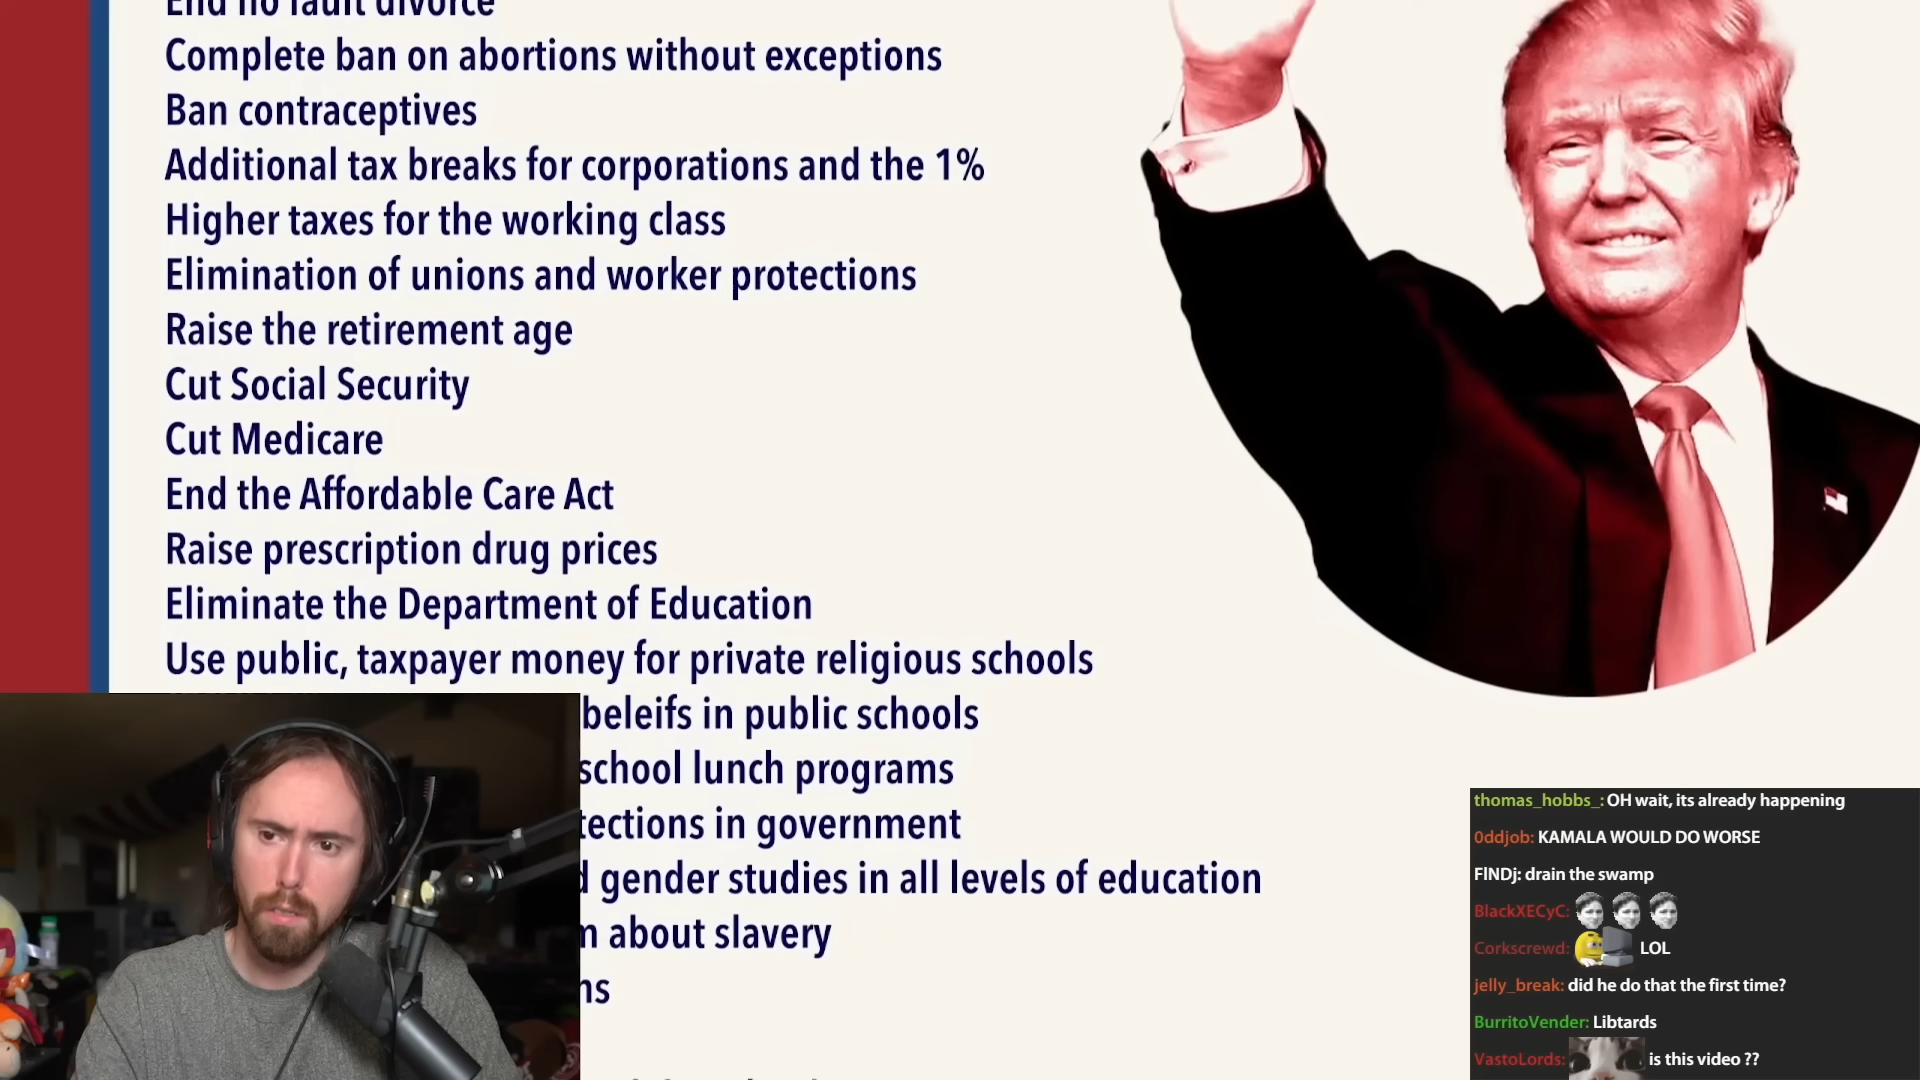 End no fault divorce
Complete ban on abortions without exceptions
Ban contraceptives
Additional tax breaks for corporations and the 1%
Higher taxes for the working class
Elimination of unions and worker protections
Raise the retirement age
Cut Social Security
Cut Medicare
End the Affordable Care Act
Raise prescription drug prices
Eliminate the Department of Education
Use public, taxpayer money for private religious schools
beleifs in public schools
school lunch programs
tections in government
gender studies in all levels of education
about slavery
ns
thomas_hobbs_: OH wait, its already happening
0ddjob: KAMALA WOULD DO WORSE
FlNDj: drain the swamp
BlackXECyC:
Corkscrewd: LOL
jelly_break: did he do that the first time?
BurritoVender: Libtards
VastoLords: is this video ??